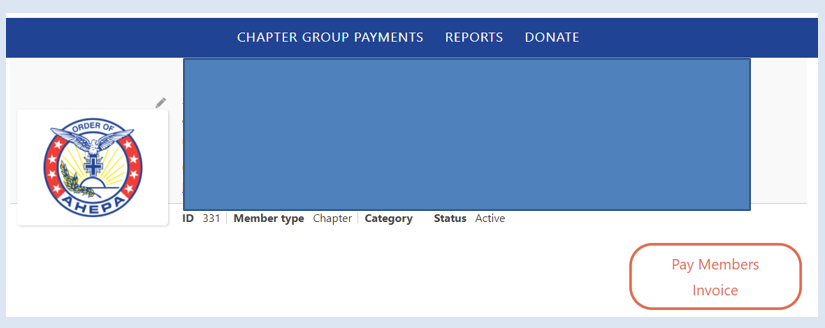 CHAPTER GROUP PAYMENTS REPORTS DONATE
ORDER OF
AHEPA
ID 331 Member type Chapter Category Status Active
Pay Members
Invoice